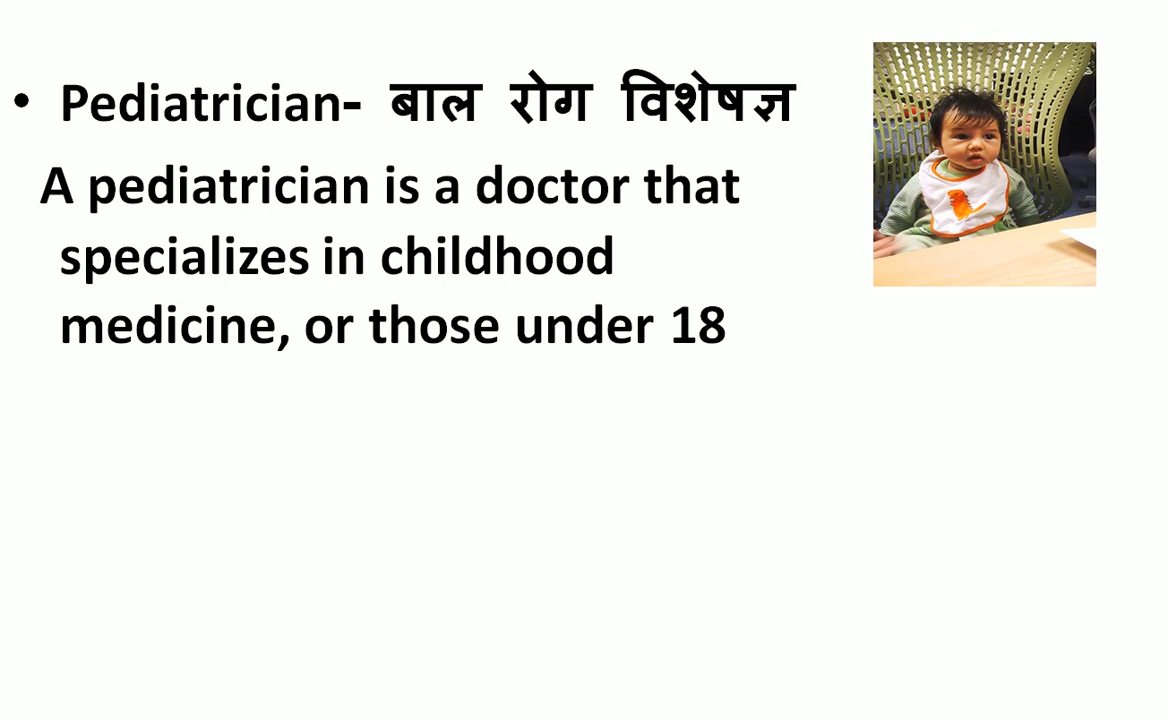 • Pediatrician- बाल रोग विशेषज्ञ
A pediatrician is a doctor that
specializes in childhood
medicine, or those under 18